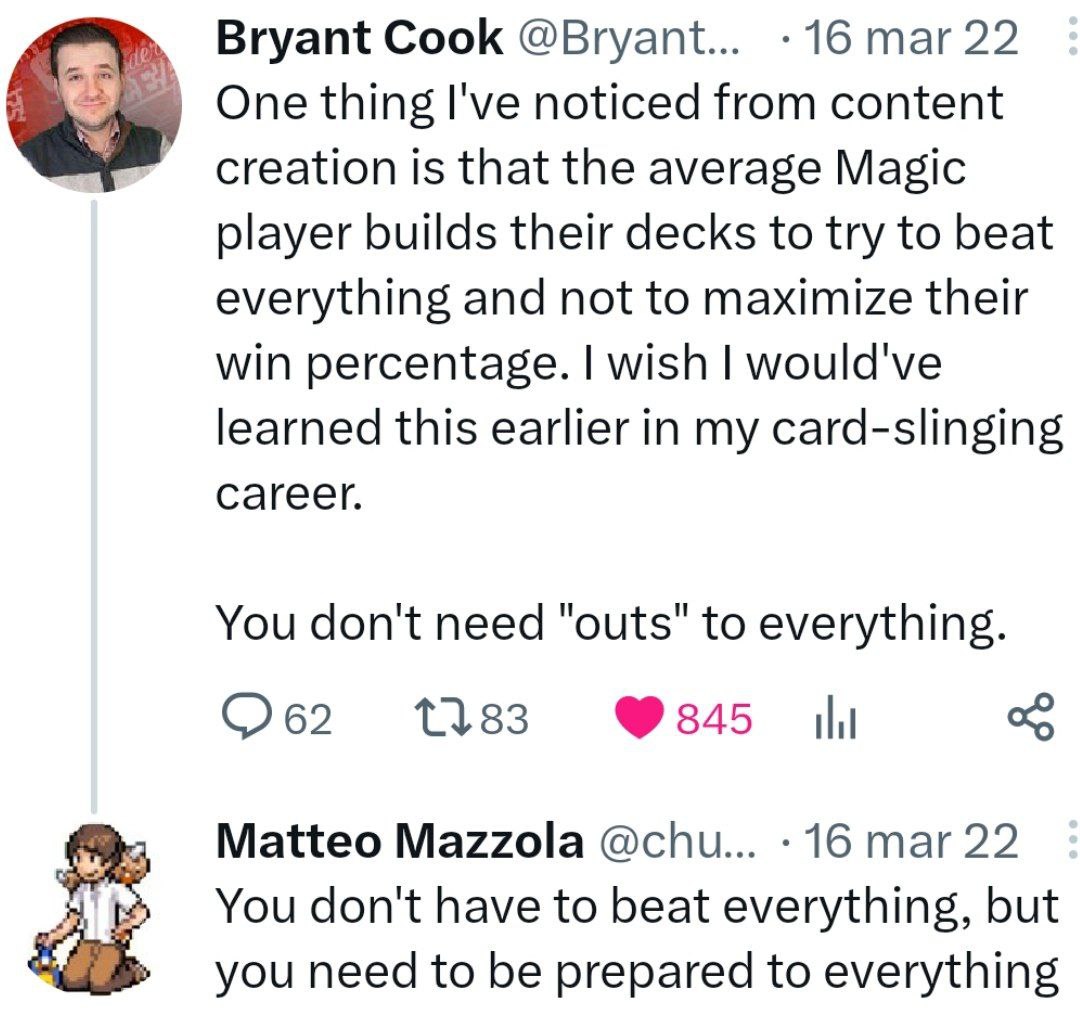 Bryant Cook @Bryant... · 16 mar 22
One thing I've noticed from content
creation is that the average Magic
player builds their decks to try to beat
everything and not to maximize their
win percentage. I wish I would've
learned this earlier in my card-slinging
career.
You don't need "outs" to everything.
62 83 845
Matteo Mazzola @chu... · 16 mar 22
You don't have to beat everything, but
you need to be prepared to everything